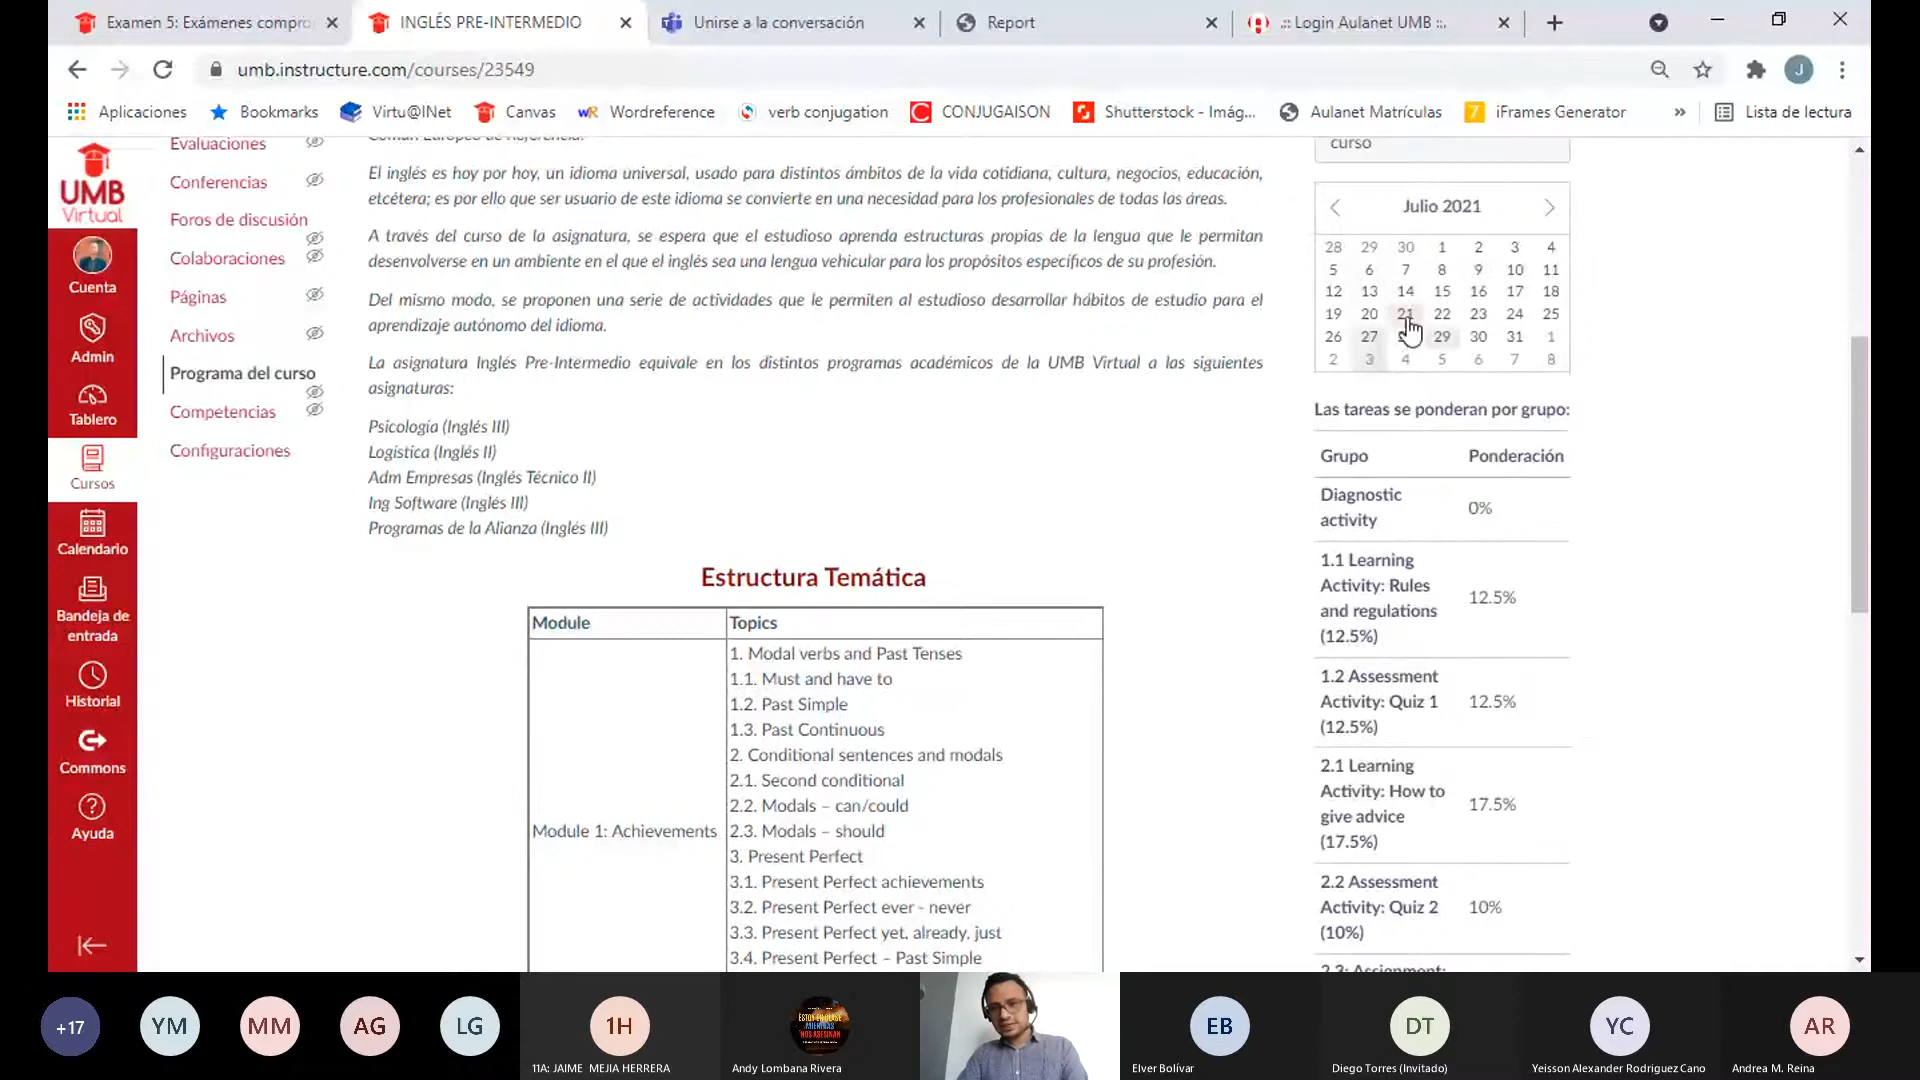 Examen 5: Exámenes compro
INGLÉS PRE-INTERMEDIO
Unirse a la conversación
Report
.:: Login Aulanet UMB ::.
umb.instructure.com/courses/23549
J
Aplicaciones
Bookmarks
Virtu@lNet
Canvas
WR Wordreference
verb conjugation
CONJUGAISON
Shutterstock - Imág...
Aulanet Matrículas
7 iFrames Generator
»
Lista de lectura
UMB
Virtual
Cuenta
Admin
Tablero
Cursos
Calendario
Bandeja de
entrada
Historial
Commons
Ayuda
Evaluaciones
Conferencias
Foros de discusión
Colaboraciones
Páginas
Archivos
Programa del curso
Competencias
Configuraciones
Común Europeo de Referencia.
El inglés es hoy por hoy, un idioma universal, usado para distintos ámbitos de la vida cotidiana, cultura, negocios, educación,
etcétera; es por ello que ser usuario de este idioma se convierte en una necesidad para los profesionales de todas las áreas.
A través del curso de la asignatura, se espera que el estudioso aprenda estructuras propias de la lengua que le permitan
desenvolverse en un ambiente en el que el inglés sea una lengua vehicular para los propósitos específicos de su profesión.
Del mismo modo, se proponen una serie de actividades que le permiten al estudioso desarrollar hábitos de estudio para el
aprendizaje autónomo del idioma.
La asignatura Inglés Pre-Intermedio equivale en los distintos programas académicos de la UMB Virtual a las siguientes
asignaturas:
Psicología (Inglés III)
Logística (Inglés II)
Adm Empresas (Inglés Técnico II)
Ing Software (Inglés III)
Programas de la Alianza (Inglés III)
Estructura Temática
Module Topics
Module 1: Achievements
1. Modal verbs and Past Tenses
1.1. Must and have to
1.2. Past Simple
1.3. Past Continuous
2. Conditional sentences and modals
2.1. Second conditional
2.2. Modals – can/could
2.3. Modals – should
3. Present Perfect
3.1. Present Perfect achievements
3.2. Present Perfect ever - never
3.3. Present Perfect yet, already, just
3.4. Present Perfect – Past Simple
curso
Julio 2021
28 29 30 1 2 3 4
5 6 7 8 9 10 11
12 13 14 15 16 17 18
19 20 21 22 23 24 25
26 27 29 30 31 1
2 3 4 5 6 7 8
Las tareas se ponderan por grupo:
Grupo Ponderación
Diagnostic
activity
0%
1.1 Learning
Activity: Rules
and regulations
(12.5%)
12.5%
1.2 Assessment
Activity: Quiz 1
(12.5%)
12.5%
2.1 Learning
Activity: How to
give advice
(17.5%)
17.5%
2.2 Assessment
Activity: Quiz 2
(10%)
10%
2.3: Assignment:
+17
YM
MM
AG
LG
1H
11A: JAIME MEJIA HERRERA
ESTOY EN CLASE
MIENTRAS
NOS ASESINAN
Andy Lombana Rivera
EB
Elver Bolívar
DT
Diego Torres (Invitado)
YC
Yeisson Alexander Rodriguez Cano
AR
Andrea M. Reina